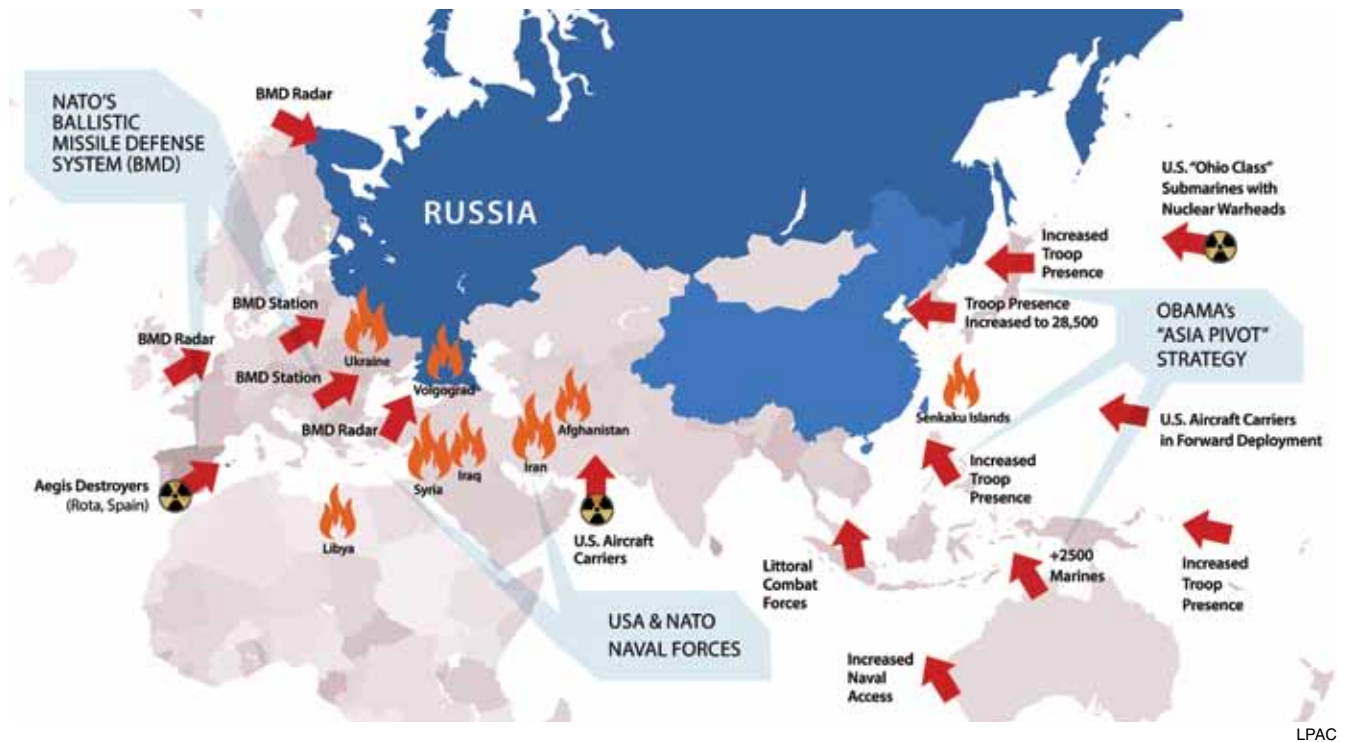 BMD Radar
NATO'S
BALLISTIC
MISSILE DEFENSE
SYSTEM (BMD)
RUSSIA
U.S. "Ohio Class"
Submarines with
Nuclear Warheads
Increased
Troop
Presence
BMD Station
Troop Presence
Increased to 28,500
OBAMA's
"ASIA PIVOT"
STRATEGY
BMD Radar
Ukraine
BMD Station
Volgograd
Senkaku Islands
U.S. Aircraft Carriers
in Forward Deployment
BMD Radar
Afghanistan
Iran
Iraq
Syria
Increased
Troop
Presence
Aegis Destroyers
(Rota, Spain)
Libya
U.S. Aircraft
Carriers
Littoral
Combat
Forces
+2500
Marines
Increased
Troop
Presence
USA & NATO
NAVAL FORCES
Increased
Naval
Access
LPAC